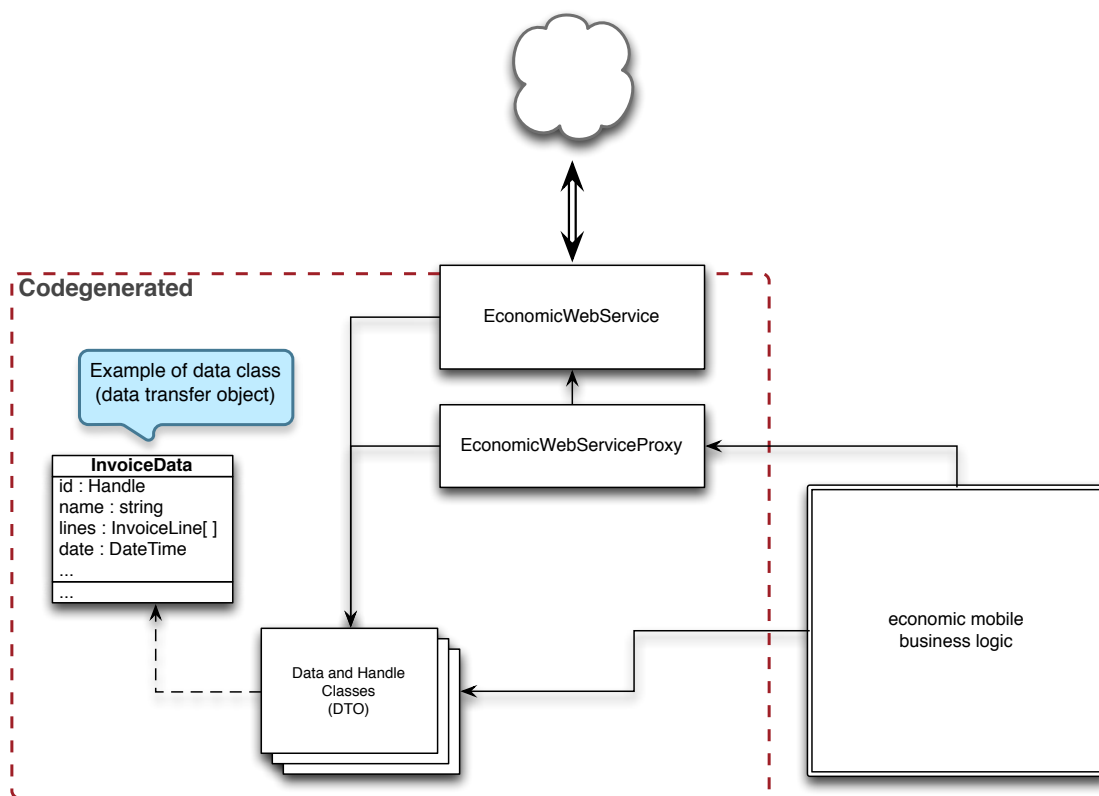 Codegenerated
EconomicWebService
Example of data class
(data transfer object)
EconomicWebServiceProxy
InvoiceData
id : Handle
name : string
lines : InvoiceLine[ ]
date : DateTime
...
...
economic mobile
business logic
Data and Handle
Classes
(DTO)